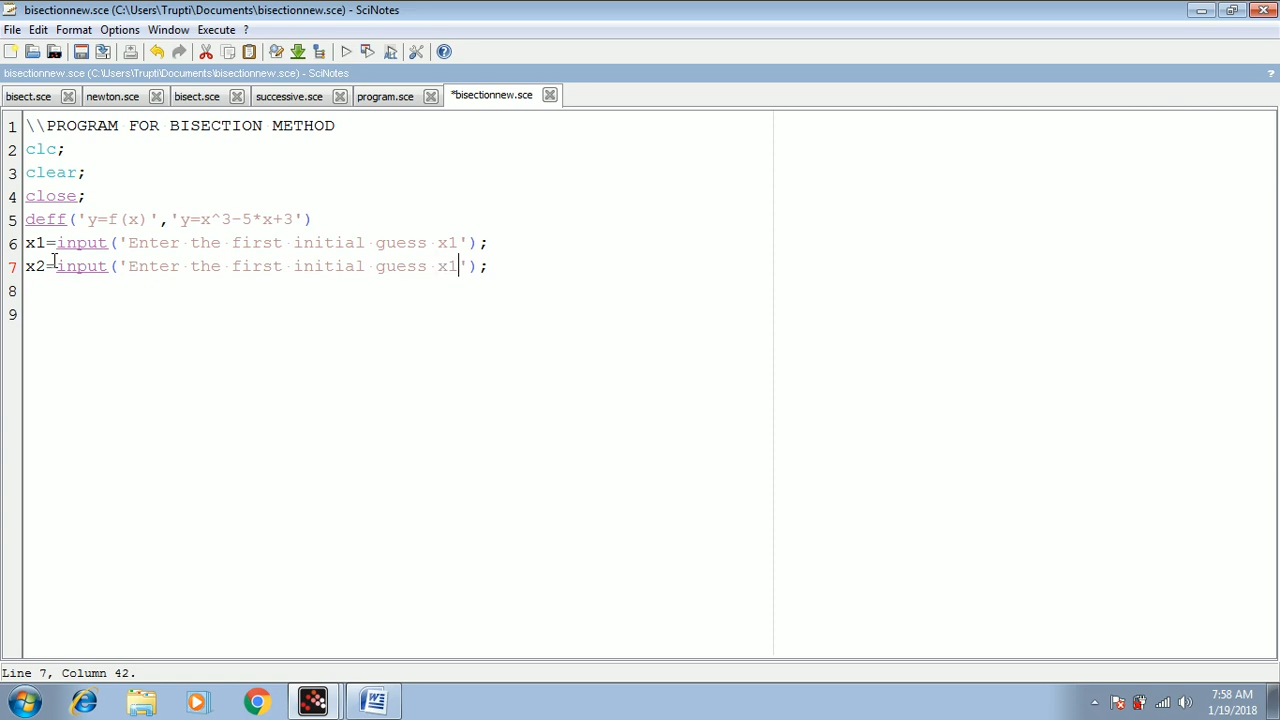 bisectionnew.sce (C:\Users\Trupti\Documents\bisectionnew.sce) - SciNotes
File Edit Format Options Window Execute ?
bisectionnew.sce (C:\Users\Trupti\Documents\bisectionnew.sce) - SciNotes ?
bisect.sce newton.sce bisect.sce successive.sce program.sce *bisectionnew.sce
1 \\PROGRAM FOR BISECTION METHOD
2 clc;
3 clear;
4 close;
5 deff('y=f(x)','y=x^3-5*x+3')
6 x1=input('Enter the first initial guess x1');
7 x2=input('Enter the first initial guess x1');
8
9
Line 7, Column 42.
7:58 AM
1/19/2018